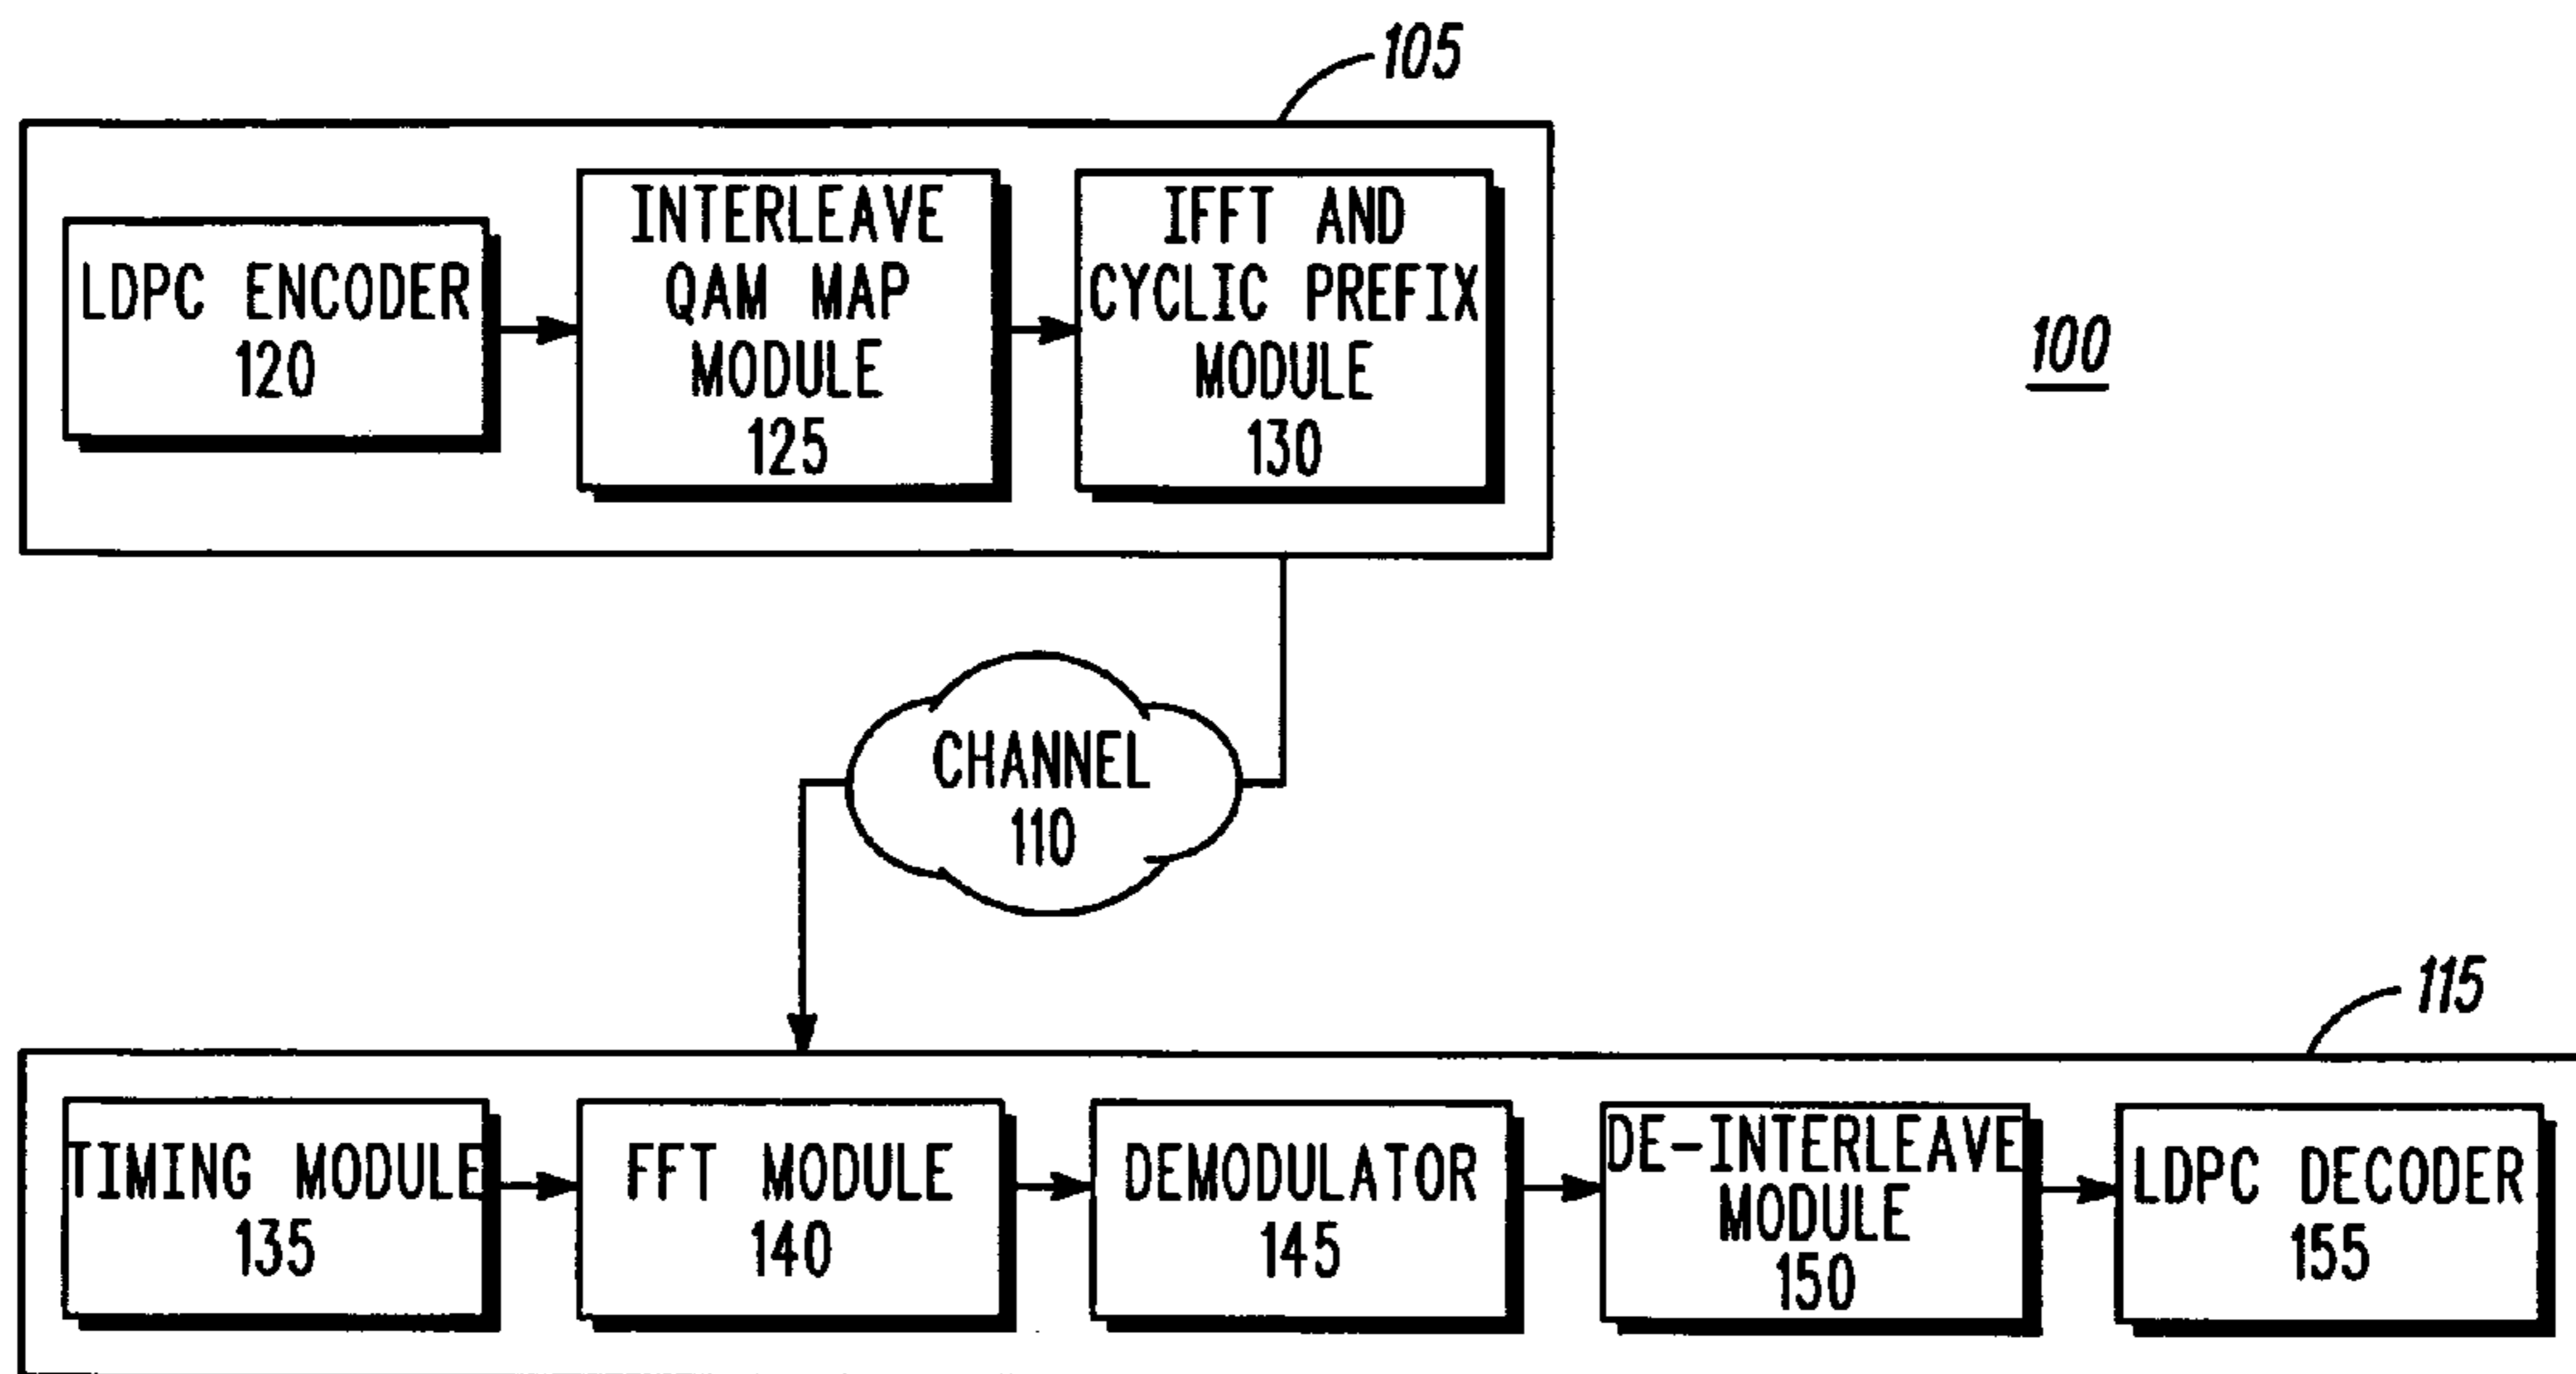 105
LDPC ENCODER
120
INTERLEAVE
QAM MAP
MODULE
125
IFFT AND
CYCLIC PREFIX
MODULE
130
100
CHANNEL
110
115
TIMING MODULE
135
FFT MODULE
140
DEMODULATOR
145
DE-INTERLEAVE
MODULE
150
LDPC DECODER
155